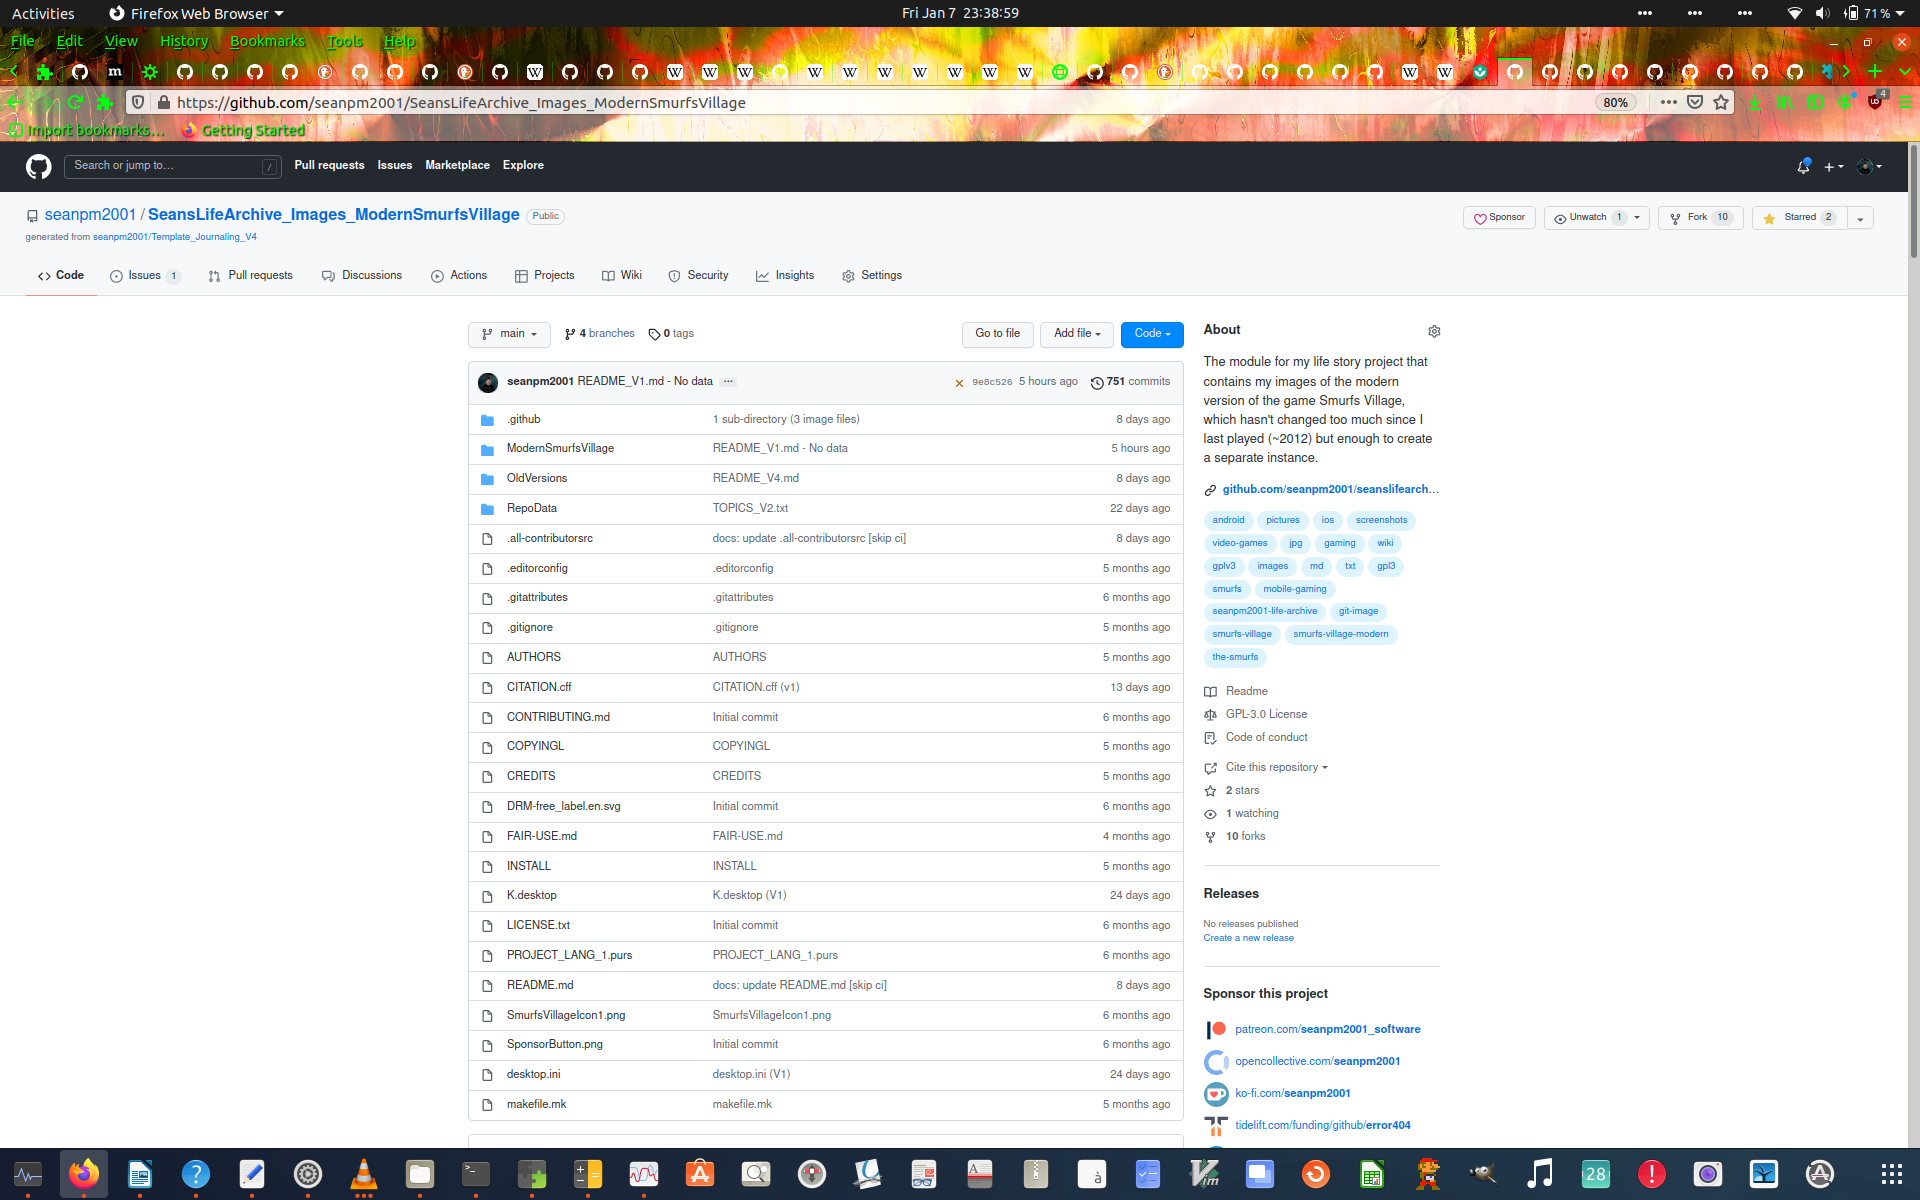 Activities Firefox Web Browser Fri Jan 7 23:38:59 71 %
File Edit View History Bookmarks Tools Help
https://github.com/seanpm2001/SeansLifeArchive_Images_ModernSmurfsVillage 80% 4
Import bookmarks... Getting Started
Search or jump to... / Pull requests Issues Marketplace Explore
seanpm2001 / SeansLifeArchive_Images_ModernSmurfsVillage Public Sponsor Unwatch 1 Fork 10 Starred 2
generated from seanpm2001/Template_Journaling_V4
Code Issues 1 Pull requests Discussions Actions Projects Wiki Security Insights Settings
main 4 branches 0 tags Go to file Add file Code
seanpm2001 README_V1.md - No data ... 9e8c526 5 hours ago 751 commits
.github 1 sub-directory (3 image files) 8 days ago
ModernSmurfsVillage README_V1.md - No data 5 hours ago
OldVersions README_V4.md 8 days ago
RepoData TOPICS_V2.txt 22 days ago
.all-contributorsrc docs: update .all-contributorsrc [skip ci] 8 days ago
.editorconfig .editorconfig 5 months ago
.gitattributes .gitattributes 6 months ago
.gitignore .gitignore 5 months ago
AUTHORS AUTHORS 5 months ago
CITATION.cff CITATION.cff (v1) 13 days ago
CONTRIBUTING.md Initial commit 6 months ago
COPYINGL COPYINGL 5 months ago
CREDITS CREDITS 5 months ago
DRM-free_label.en.svg Initial commit 6 months ago
FAIR-USE.md FAIR-USE.md 4 months ago
INSTALL INSTALL 5 months ago
K.desktop K.desktop (V1) 24 days ago
LICENSE.txt Initial commit 6 months ago
PROJECT_LANG_1.purs PROJECT_LANG_1.purs 6 months ago
README.md docs: update README.md [skip ci] 8 days ago
SmurfsVillageIcon1.png SmurfsVillageIcon1.png 6 months ago
SponsorButton.png Initial commit 6 months ago
desktop.ini desktop.ini (V1) 24 days ago
makefile.mk makefile.mk 5 months ago
About
The module for my life story project that
contains my images of the modern
version of the game Smurfs Village,
which hasn't changed too much since I
last played (~2012) but enough to create
a separate instance.
github.com/seanpm2001/seanslifearch...
android pictures ios screenshots
video-games jpg gaming wiki
gplv3 images md txt gpl3
smurfs mobile-gaming
seanpm2001-life-archive git-image
smurfs-village smurfs-village-modern
the-smurfs
Readme
GPL-3.0 License
Code of conduct
Cite this repository
2 stars
1 watching
10 forks
Releases
No releases published
Create a new release
Sponsor this project
patreon.com/seanpm2001_software
opencollective.com/seanpm2001
ko-fi.com/seanpm2001
tidelift.com/funding/github/error404
28